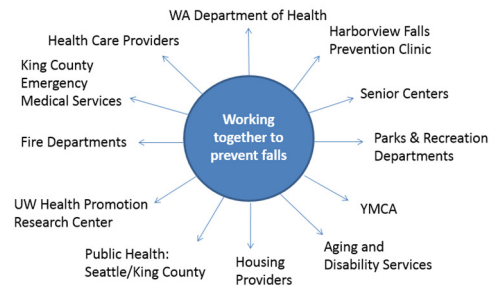 WA Department of Health
Harborview Falls
Prevention Clinic
Senior Centers
Parks & Recreation
Departments
YMCA
Aging and
Disability Services
Housing
Providers
Public Health:
Seattle/King County
UW Health Promotion
Research Center
Fire Departments
King County
Emergency
Medical Services
Health Care Providers
Working
together to
prevent falls